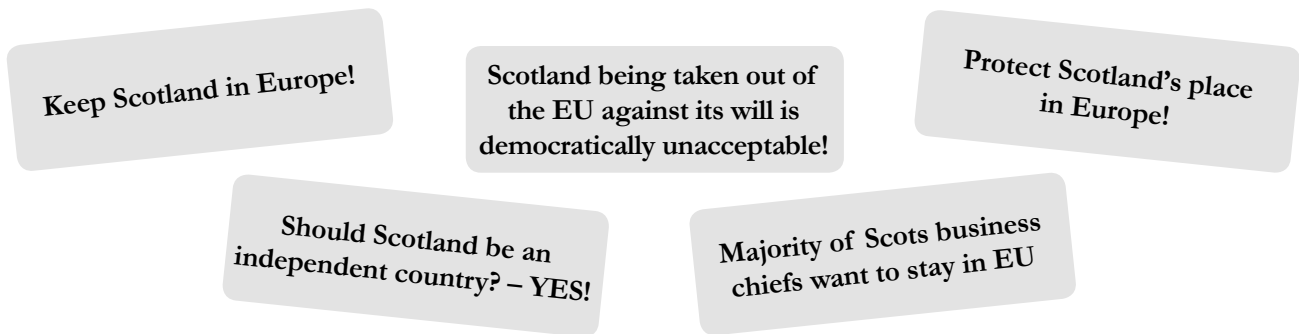 Keep Scotland in Europe!
Scotland being taken out of
the EU against its will is
democratically unacceptable!
Protect Scotland’s place
in Europe!
Should Scotland be an
independent country? – YES!
Majority of Scots business
chiefs want to stay in EU